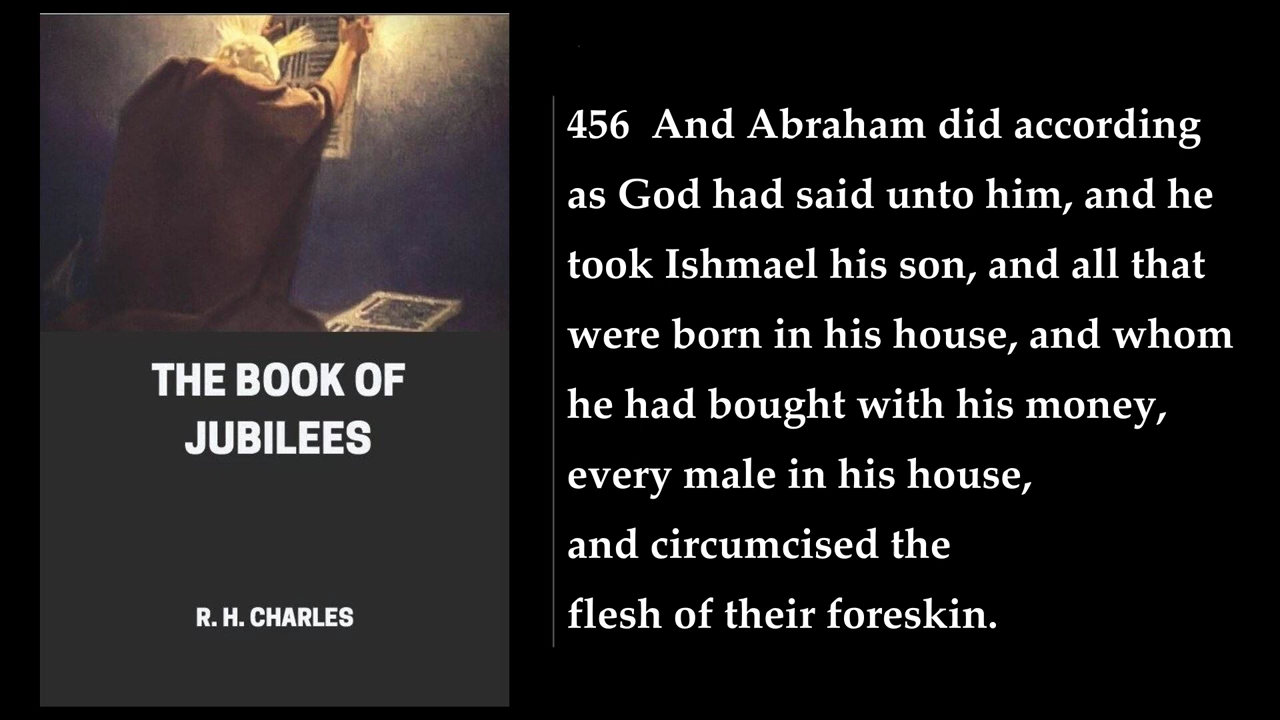 THE BOOK OF
JUBILEES
R. H. CHARLES
456 And Abraham did according
as God had said unto him, and he
took Ishmael his son, and all that
were born in his house, and whom
he had bought with his money,
every male in his house,
and circumcised the
flesh of their foreskin.